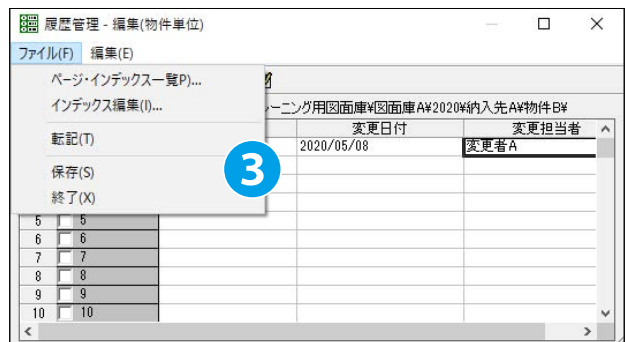 履歴管理 - 編集(物件単位)
ファイル(F) 編集(E)
ページ・インデックス一覧P)...
インデックス編集(I)...
転記(T)
保存(S)
終了(X)
3
ーニング用図面庫¥図面庫A¥2020¥納入先A¥物件B¥
変更日付 変更担当者
2020/05/08 変更者A
5 5
6 6
7 7
8 8
9 9
10 10